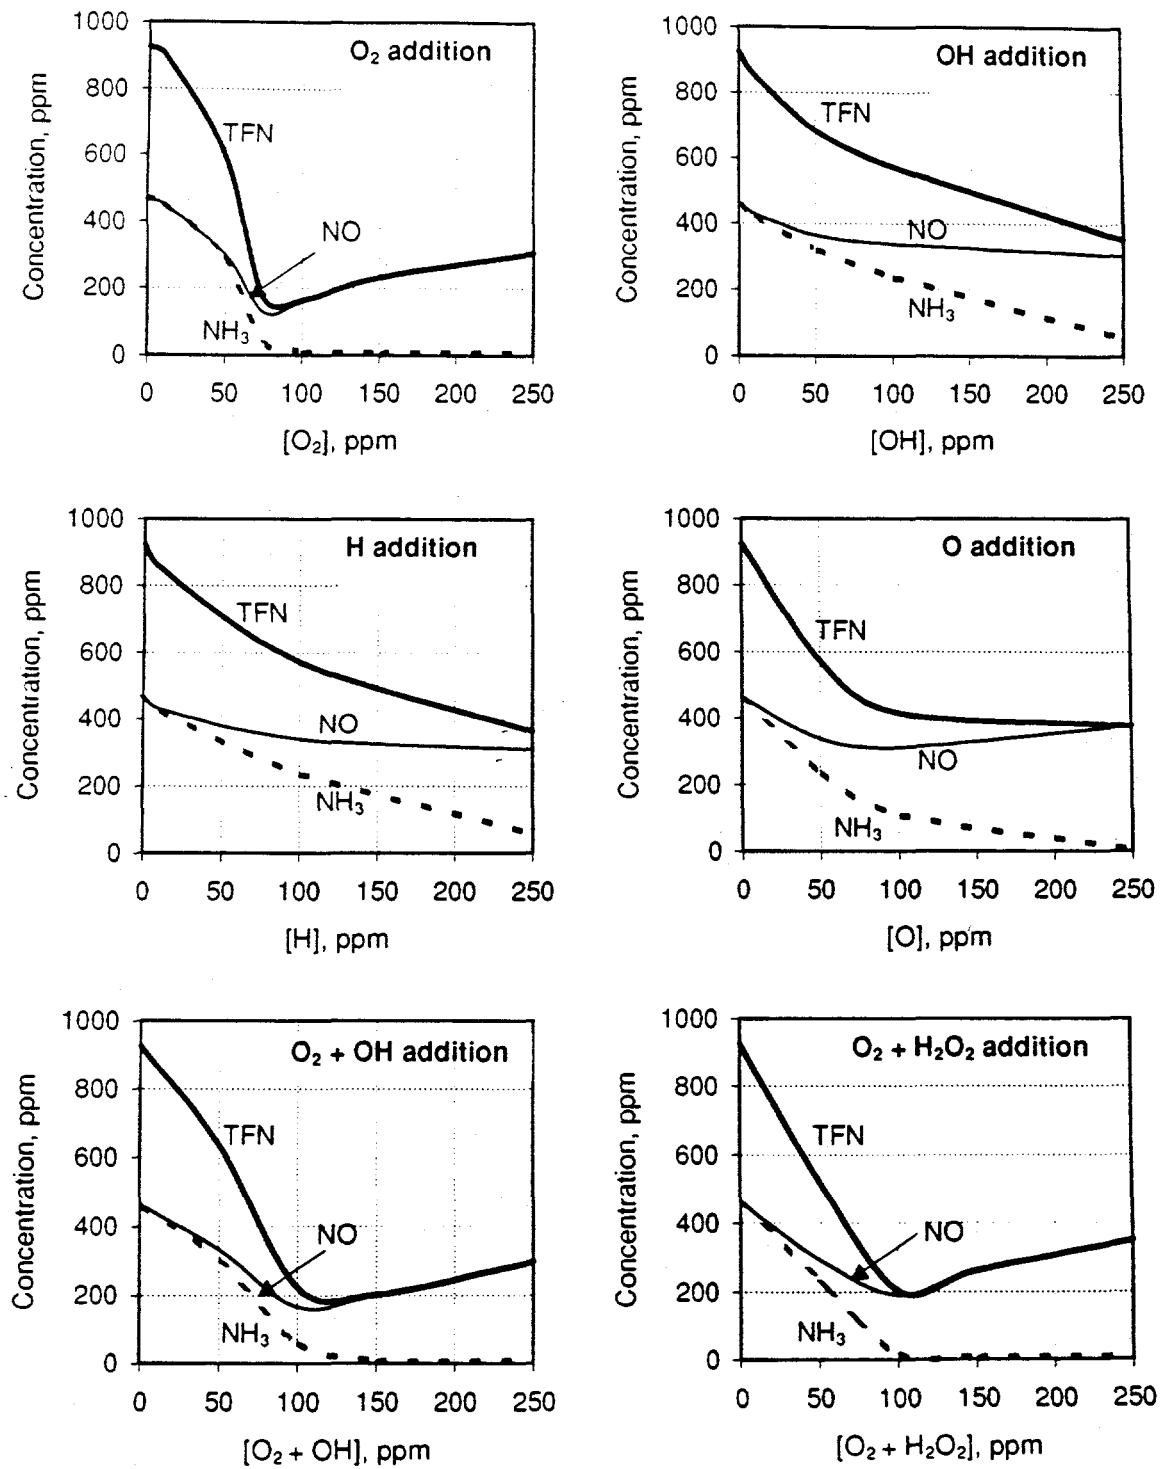 O₂ addition
Concentration, ppm
1000
800
600
400
200
0
TFN
NO
NH₃
0 50 100 150 200 250
[O₂], ppm
OH addition
Concentration, ppm
1000
800
600
400
200
0
TFN
NO
NH₃
0 50 100 150 200 250
[OH], ppm
H addition
Concentration, ppm
1000
800
600
400
200
0
TFN
NO
NH₃
0 50 100 150 200 250
[H], ppm
O addition
Concentration, ppm
1000
800
600
400
200
0
TFN
NO
NH₃
0 50 100 150 200 250
[O], ppm
O₂ + OH addition
Concentration, ppm
1000
800
600
400
200
0
TFN
NO
NH₃
0 50 100 150 200 250
[O₂ + OH], ppm
O₂ + H₂O₂ addition
Concentration, ppm
1000
800
600
400
200
0
TFN
NO
NH₃
0 50 100 150 200 250
[O₂ + H₂O₂], ppm